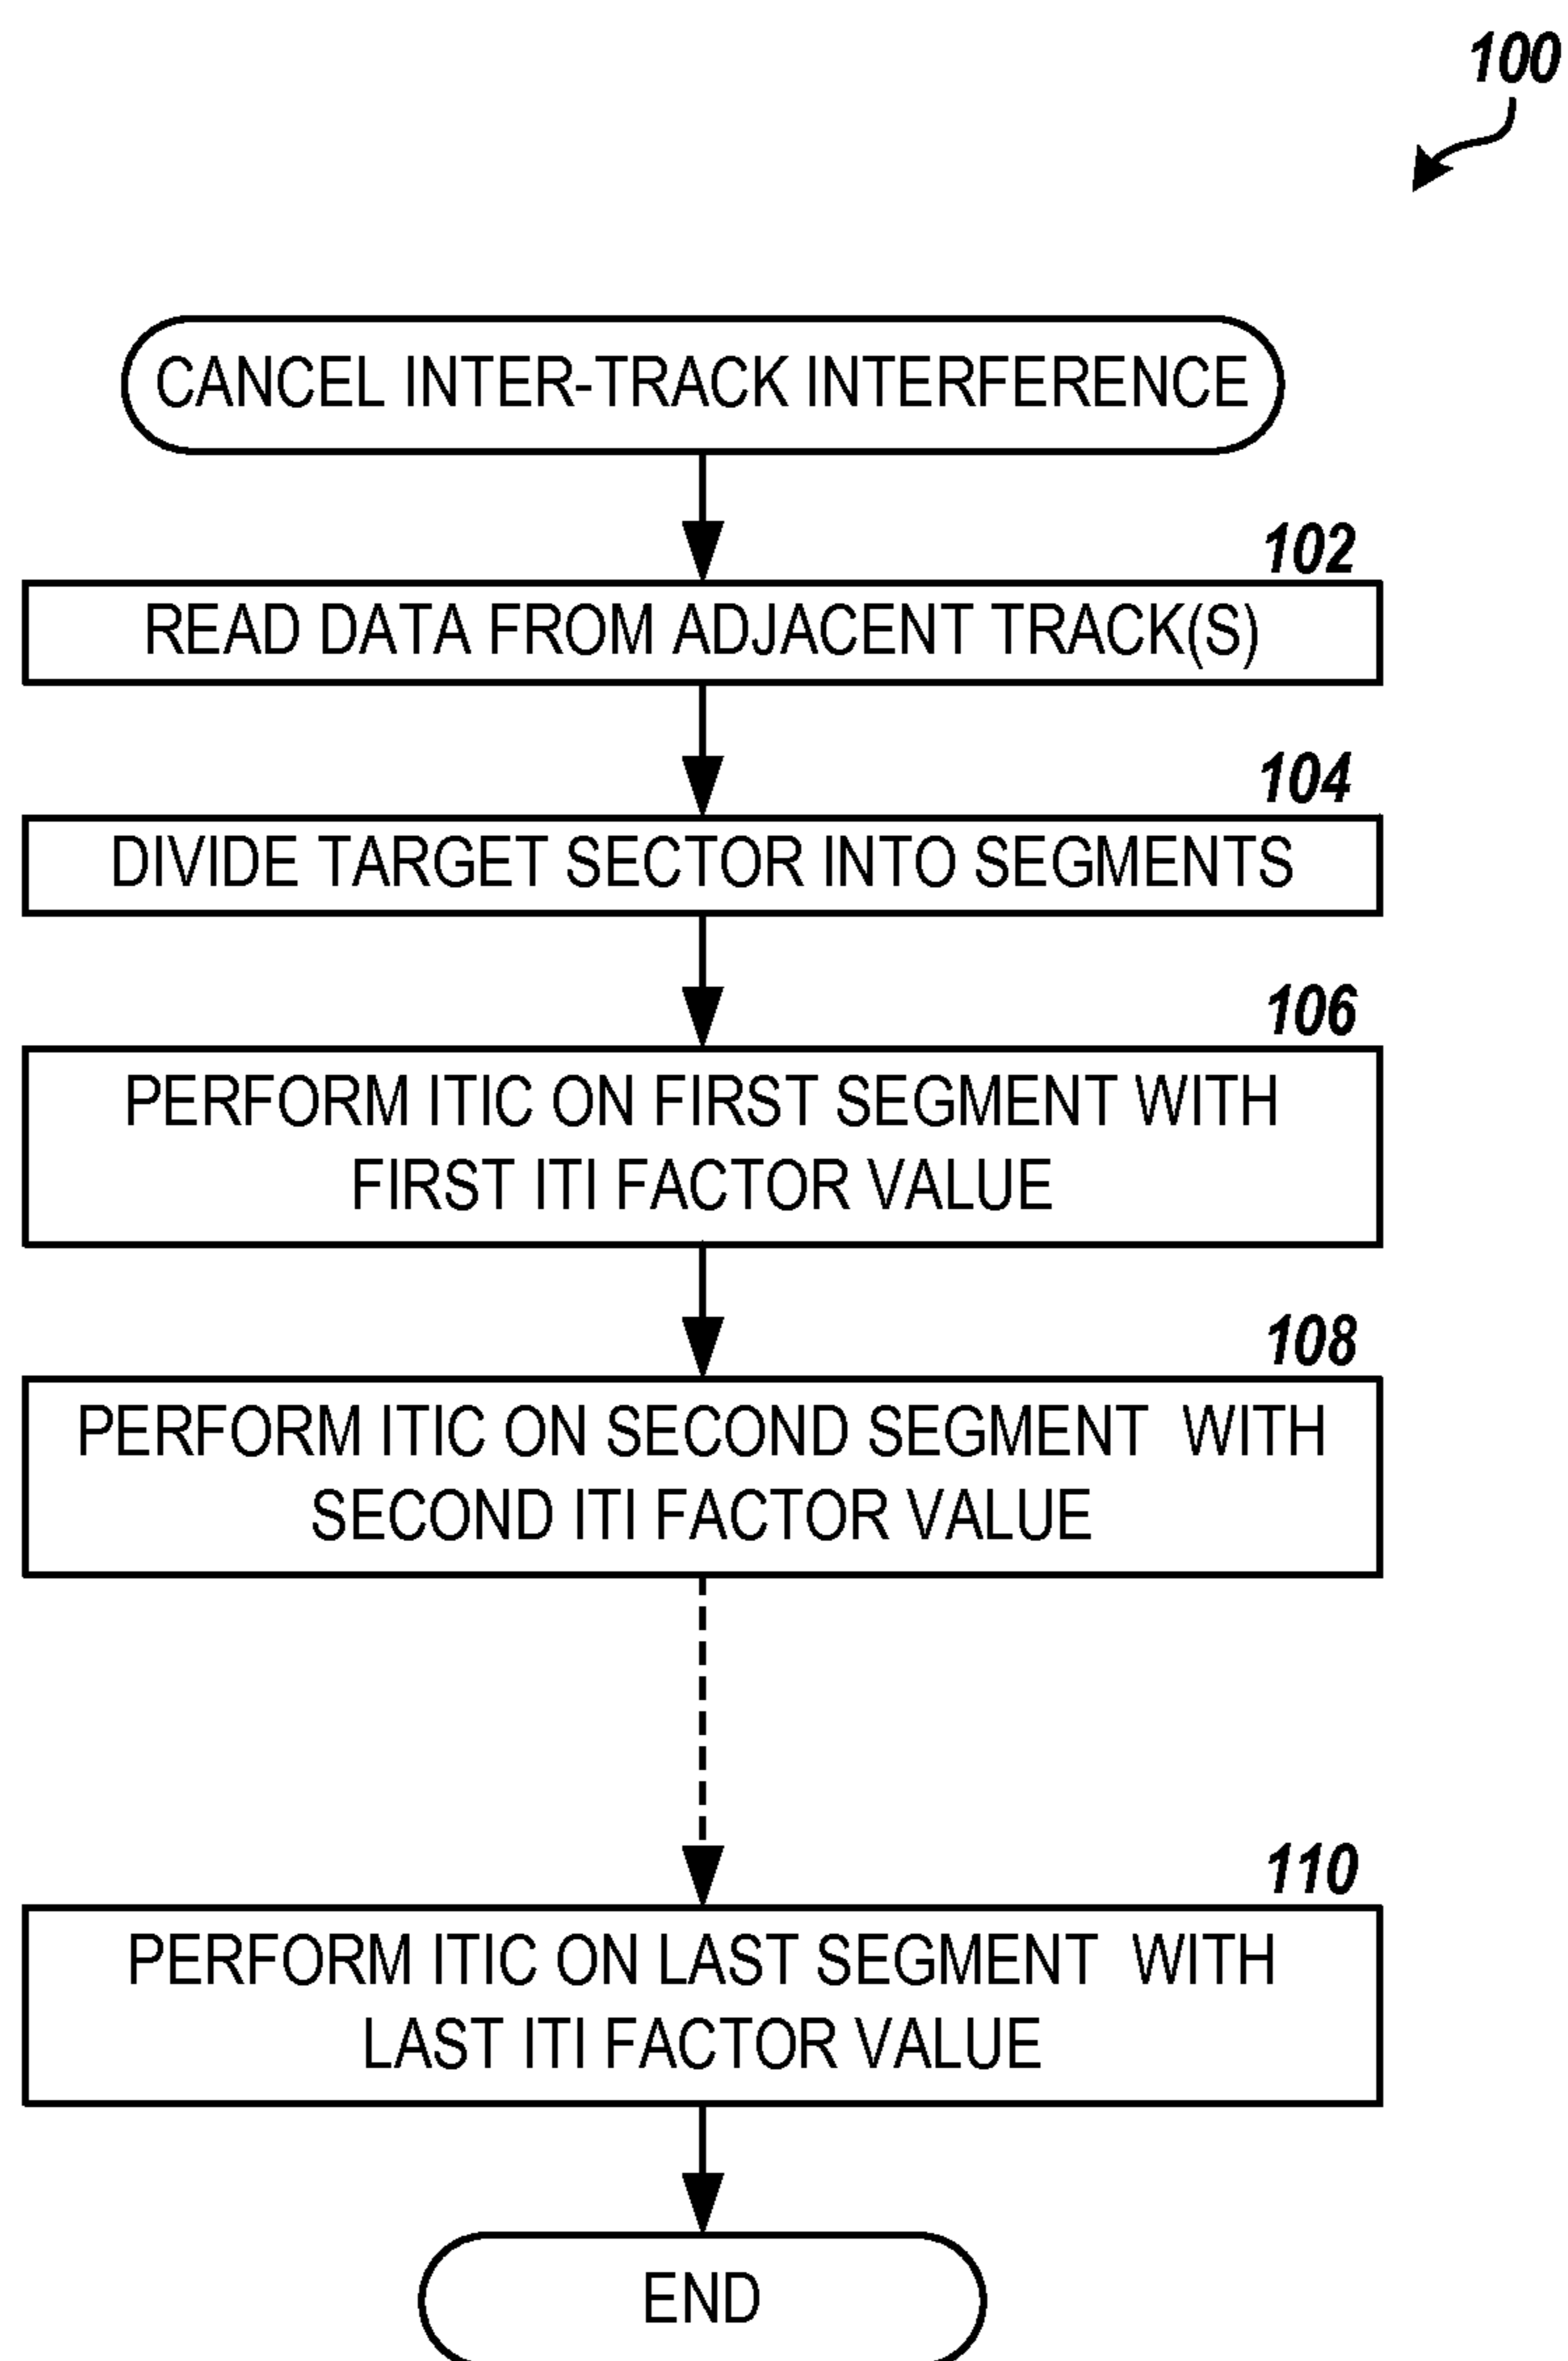 100
CANCEL INTER-TRACK INTERFERENCE
102
READ DATA FROM ADJACENT TRACK(S)
104
DIVIDE TARGET SECTOR INTO SEGMENTS
106
PERFORM ITIC ON FIRST SEGMENT WITH
FIRST ITI FACTOR VALUE
108
PERFORM ITIC ON SECOND SEGMENT WITH
SECOND ITI FACTOR VALUE
110
PERFORM ITIC ON LAST SEGMENT WITH
LAST ITI FACTOR VALUE
END